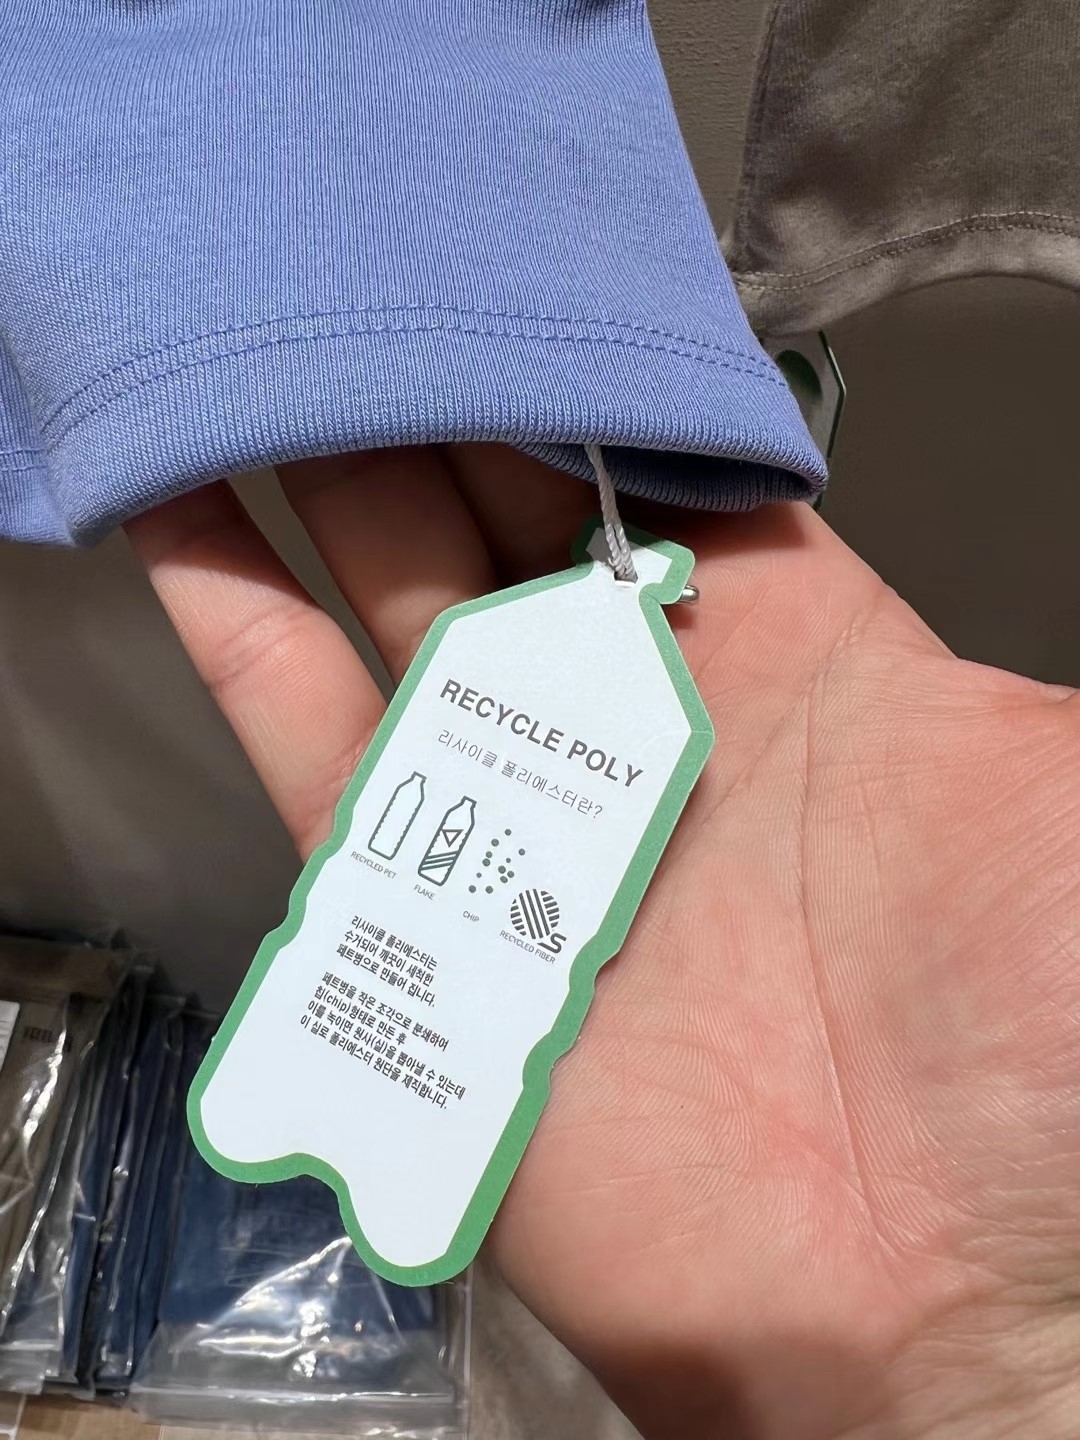 RECYCLE POLY
리사이클 폴리에스터란?
RECYCLED PET
FLAKE
CHIP
RECYCLED FIBER
리사이클 폴리에스터는
수거되어 깨끗이 세척한
페트병으로 만들어 집니다.
페트병을 작은 조각으로 분쇄하여
칩(chip)형태로 만든 후
이를 녹이면 원사(실)을 뽑아낼 수 있는데
이 실로 폴리에스터 원단을 제직합니다.